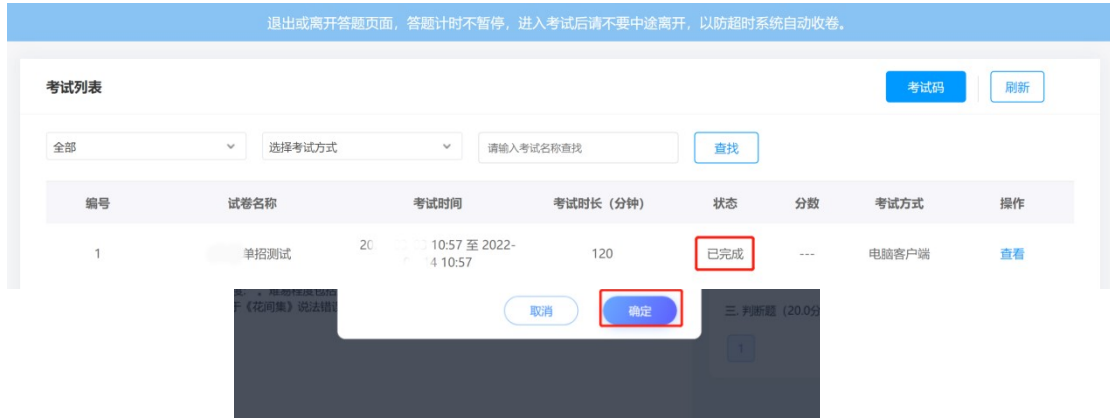 退出或离开答题页面，答题计时不暂停，进入考试后请不要中途离开，以防超时系统自动收卷。
考试列表 考试码 刷新
全部 选择考试方式 请输入考试名称查找 查找
编号 试卷名称 考试时间 考试时长（分钟） 状态 分数 考试方式 操作
1 单招测试 20 10:57 至 2022- 120 已完成 --- 电脑客户端 查看
4 10:57
难易程度包括
《花间集》说法错误 取消 确定 三. 判断题（20.0分
1